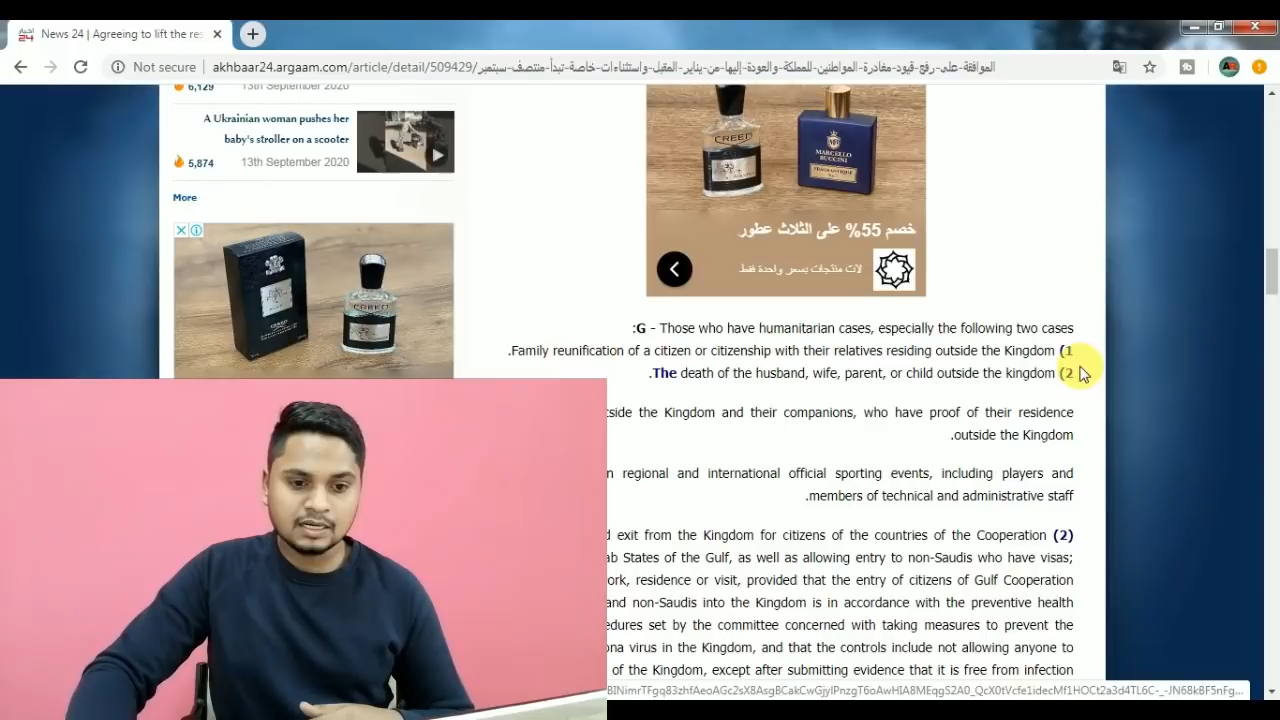 News 24 | Agreeing to lift the res
Not secure
akhbaar24.argaam.com/article/detail/509429/الموافقة-على-رفع-قيود-مغادرة-المواطنين-للمملكة-والعودة-إليها-من-يناير-المقبل-واستثناءات-خاصة-تبدأ-منتصف-سبتمبر
6,129 13th September 2020
A Ukrainian woman pushes her
baby's stroller on a scooter
5,874 13th September 2020
More
CREED
CREED
MARCELLO
BUCCINI
خصم 55% على الثلاث عطور
لات منتجات بسعر واحدة فقط
:G - Those who have humanitarian cases, especially the following two cases
.Family reunification of a citizen or citizenship with their relatives residing outside the Kingdom (1
.The death of the husband, wife, parent, or child outside the kingdom (2
side the Kingdom and their companions, who have proof of their residence
.outside the Kingdom
n regional and international official sporting events, including players and
.members of technical and administrative staff
d exit from the Kingdom for citizens of the countries of the Cooperation (2)
ab States of the Gulf, as well as allowing entry to non-Saudis who have visas;
ork, residence or visit, provided that the entry of citizens of Gulf Cooperation
and non-Saudis into the Kingdom is in accordance with the preventive health
edures set by the committee concerned with taking measures to prevent the
ona virus in the Kingdom, and that the controls include not allowing anyone to
of the Kingdom, except after submitting evidence that it is free from infection